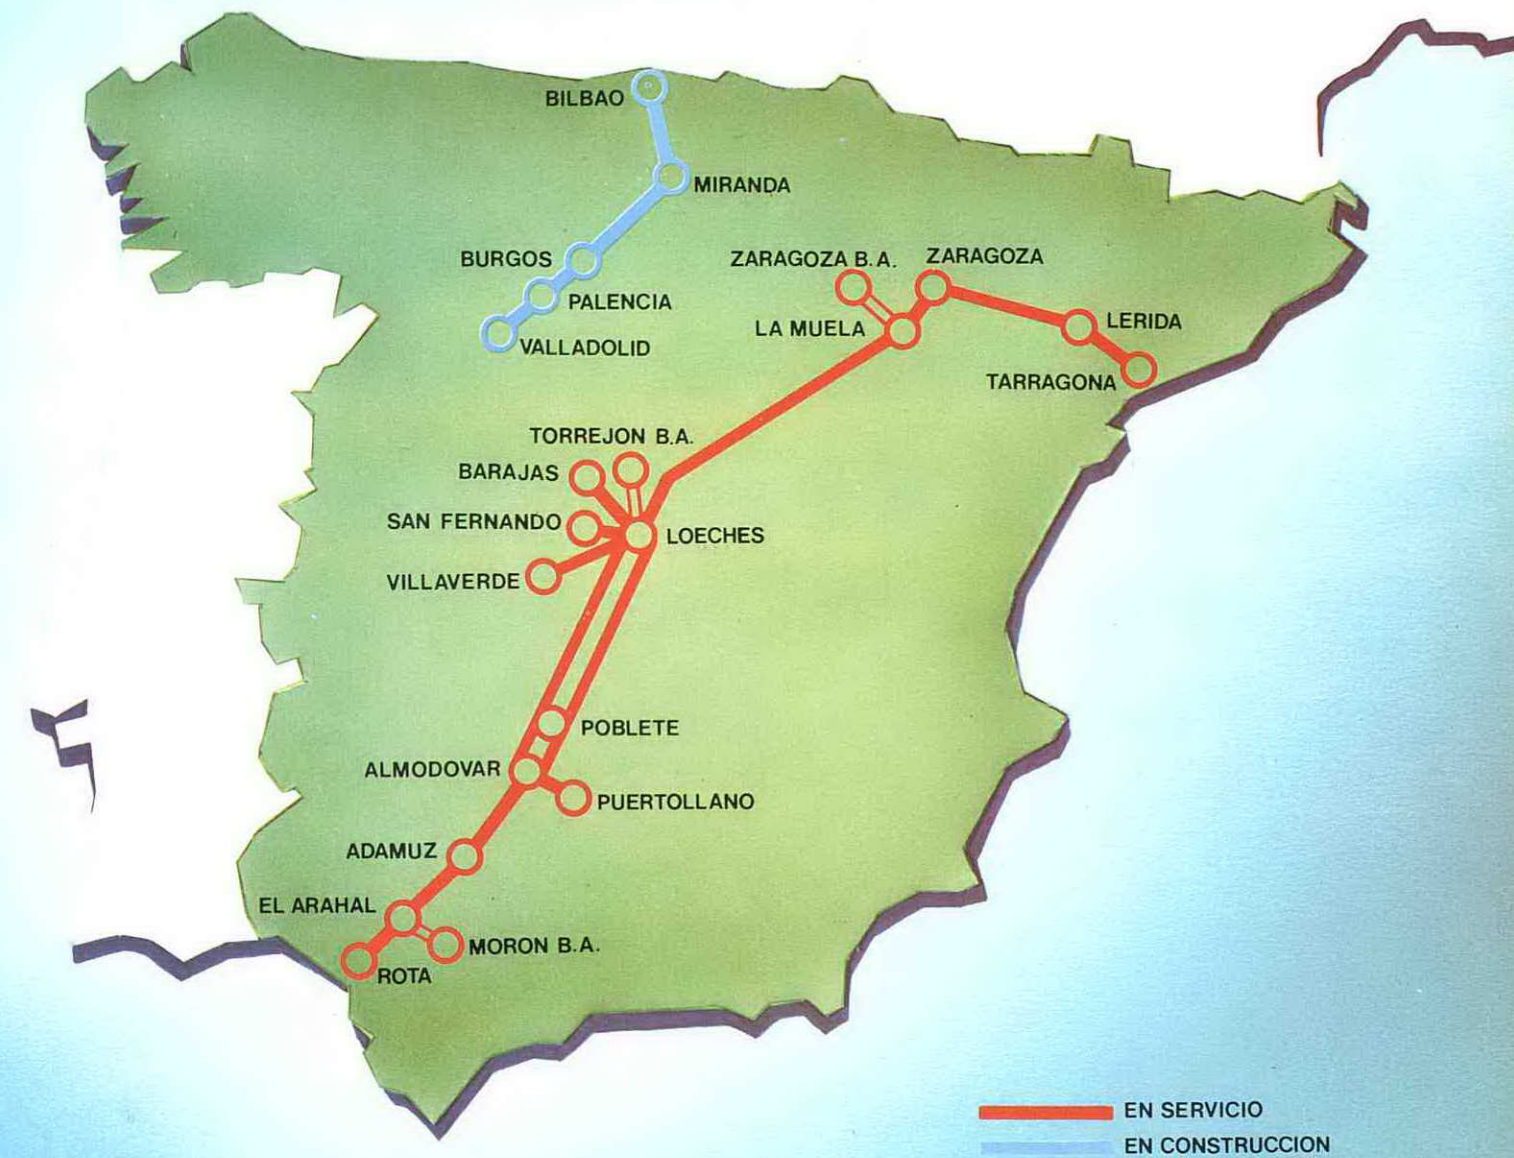 BILBAO
MIRANDA
BURGOS
PALENCIA
VALLADOLID
ZARAGOZA B.A.
ZARAGOZA
LA MUELA
LERIDA
TARRAGONA
TORREJON B.A.
BARAJAS
SAN FERNANDO
LOECHES
VILLAVERDE
POBLETE
ALMODOVAR
PUERTOLLANO
ADAMUZ
EL ARAHAL
MORON B.A.
ROTA
EN SERVICIO
EN CONSTRUCCION